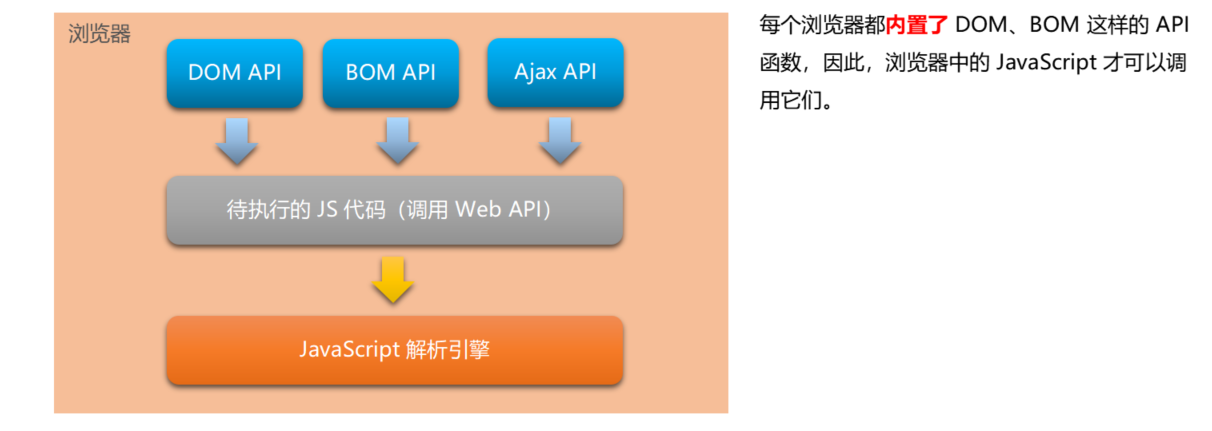 浏览器
DOM API
BOM API
Ajax API
待执行的 JS 代码（调用 Web API）
JavaScript 解析引擎
每个浏览器都内置了 DOM、BOM 这样的 API
函数，因此，浏览器中的 JavaScript 才可以调
用它们。